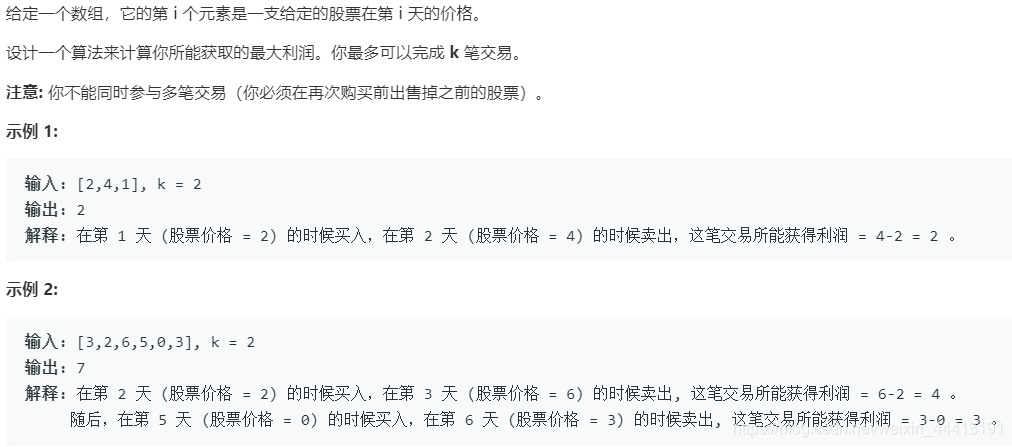 给定一个数组，它的第 i 个元素是一支给定的股票在第 i 天的价格。
设计一个算法来计算你所能获取的最大利润。你最多可以完成 k 笔交易。
注意: 你不能同时参与多笔交易（你必须在再次购买前出售掉之前的股票）。
示例 1:
输入: [2,4,1], k = 2
输出: 2
解释: 在第 1 天 (股票价格 = 2) 的时候买入，在第 2 天 (股票价格 = 4) 的时候卖出，这笔交易所能获得利润 = 4-2 = 2 。
示例 2:
输入: [3,2,6,5,0,3], k = 2
输出: 7
解释: 在第 2 天 (股票价格 = 2) 的时候买入，在第 3 天 (股票价格 = 6) 的时候卖出, 这笔交易所能获得利润 = 6-2 = 4 。
随后，在第 5 天 (股票价格 = 0) 的时候买入，在第 6 天 (股票价格 = 3) 的时候卖出, 这笔交易所能获得利润 = 3-0 = 3 。
https://blog.csdn.net/weixin_44413191